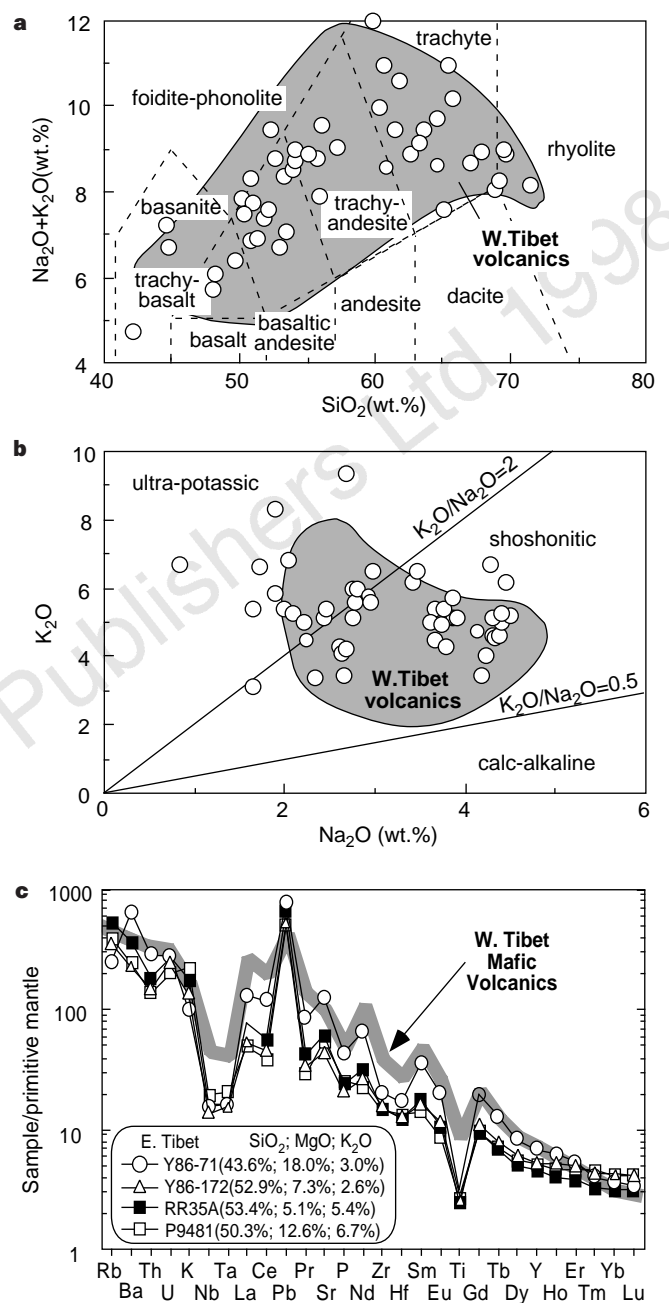 a
12
10
8
6
4
Na2O+K2O(wt.%)
foidite-phonolite
trachyte
rhyolite
basanite
trachy-
andesite
W.Tibet
volcanics
trachy-
basalt
andesite
dacite
basalt
basaltic
andesite
40 50 60 70 80
SiO2(wt.%)
b
10
8
6
4
2
0
K2O
ultra-potassic
K2O/Na2O=2
shoshonitic
W.Tibet
volcanics
K2O/Na2O=0.5
calc-alkaline
0 2 4 6
Na2O (wt.%)
c
1000
100
10
1
Sample/primitive mantle
W. Tibet
Mafic
Volcanics
E. Tibet SiO2; MgO; K2O
Y86-71(43.6%; 18.0%; 3.0%)
Y86-172(52.9%; 7.3%; 2.6%)
RR35A(53.4%; 5.1%; 5.4%)
P9481(50.3%; 12.6%; 6.7%)
Rb Th K Ta Ce Pr P Zr Sm Ti Tb Y Er Yb
Ba U Nb La Pb Sr Nd Hf Eu Gd Dy Ho Tm Lu
Publishers Ltd 1998